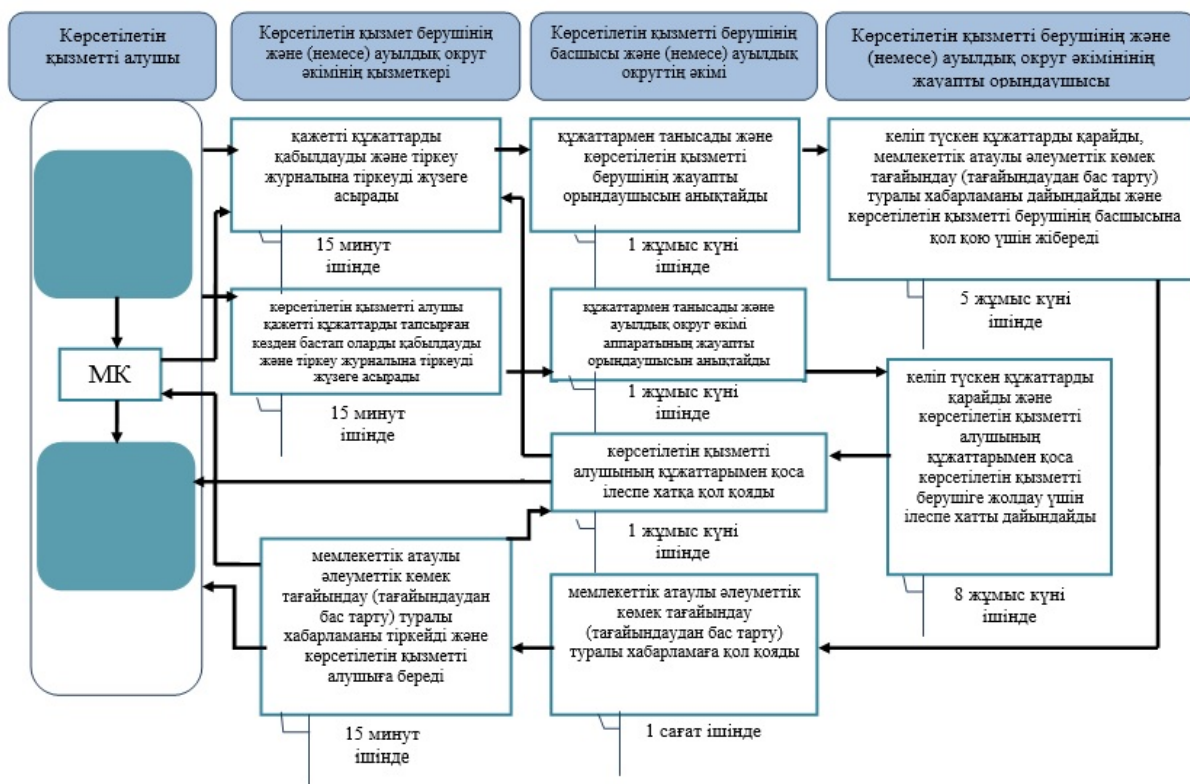 Көрсетілетін
қызметті алушы
Көрсетілетін қызмет берушінің
және (немесе) ауылдық округ
әкімінің қызметкері
Көрсетілетін қызметті берушінің
басшысы және (немесе) ауылдық
округтің әкімі
Көрсетілетін қызметті берушінің және
(немесе) ауылдық округ әкімінінің
жауапты орындаушысы
қажетті құжаттарды
қабылдауды және тіркеу
журналына тіркеуді жүзеге
асырады
15 минут
ішінде
құжаттармен танысады және
көрсетілетін қызметті
берушінің жауапты
орындаушысын анықтайды
1 жұмыс күні
ішінде
келіп түскен құжаттарды қарайды,
мемлекеттік атаулы әлеуметтік көмек
тағайындау (тағайындаудан бас тарту)
туралы хабарламаны дайындайды және
көрсетілетін қызметті берушінің басшысына
қол қою үшін жібереді
5 жұмыс күні
ішінде
көрсетілетін қызметті алушы
қажетті құжаттарды тапсырған
кезден бастап оларды қабылдауды
және тіркеу журналына тіркеуді
жүзеге асырады
15 минут
ішінде
құжаттармен танысады және
ауылдық округ әкімі
аппаратының жауапты
орындаушысын анықтайды
1 жұмыс күні
ішінде
МК
келіп түскен құжаттарды
қарайды және
көрсетілетін қызметті
алушының
құжаттарымен қоса
көрсетілетін қызметті
берушіге жолдау үшін
ілеспе хатты дайындайды
8 жұмыс күні
ішінде
көрсетілетін қызметті
алушының құжаттарымен қоса
ілеспе хатқа қол қояды
1 жұмыс күні
ішінде
мемлекеттік атаулы
әлеуметтік көмек
тағайындау (тағайындаудан
бас тарту) туралы
хабарламаны тіркейді және
көрсетілетін қызметті
алушыға береді
15 минут
ішінде
мемлекеттік атаулы әлеуметтік
көмек тағайындау
(тағайындаудан бас тарту)
туралы хабарламаға қол қояды
1 сағат ішінде